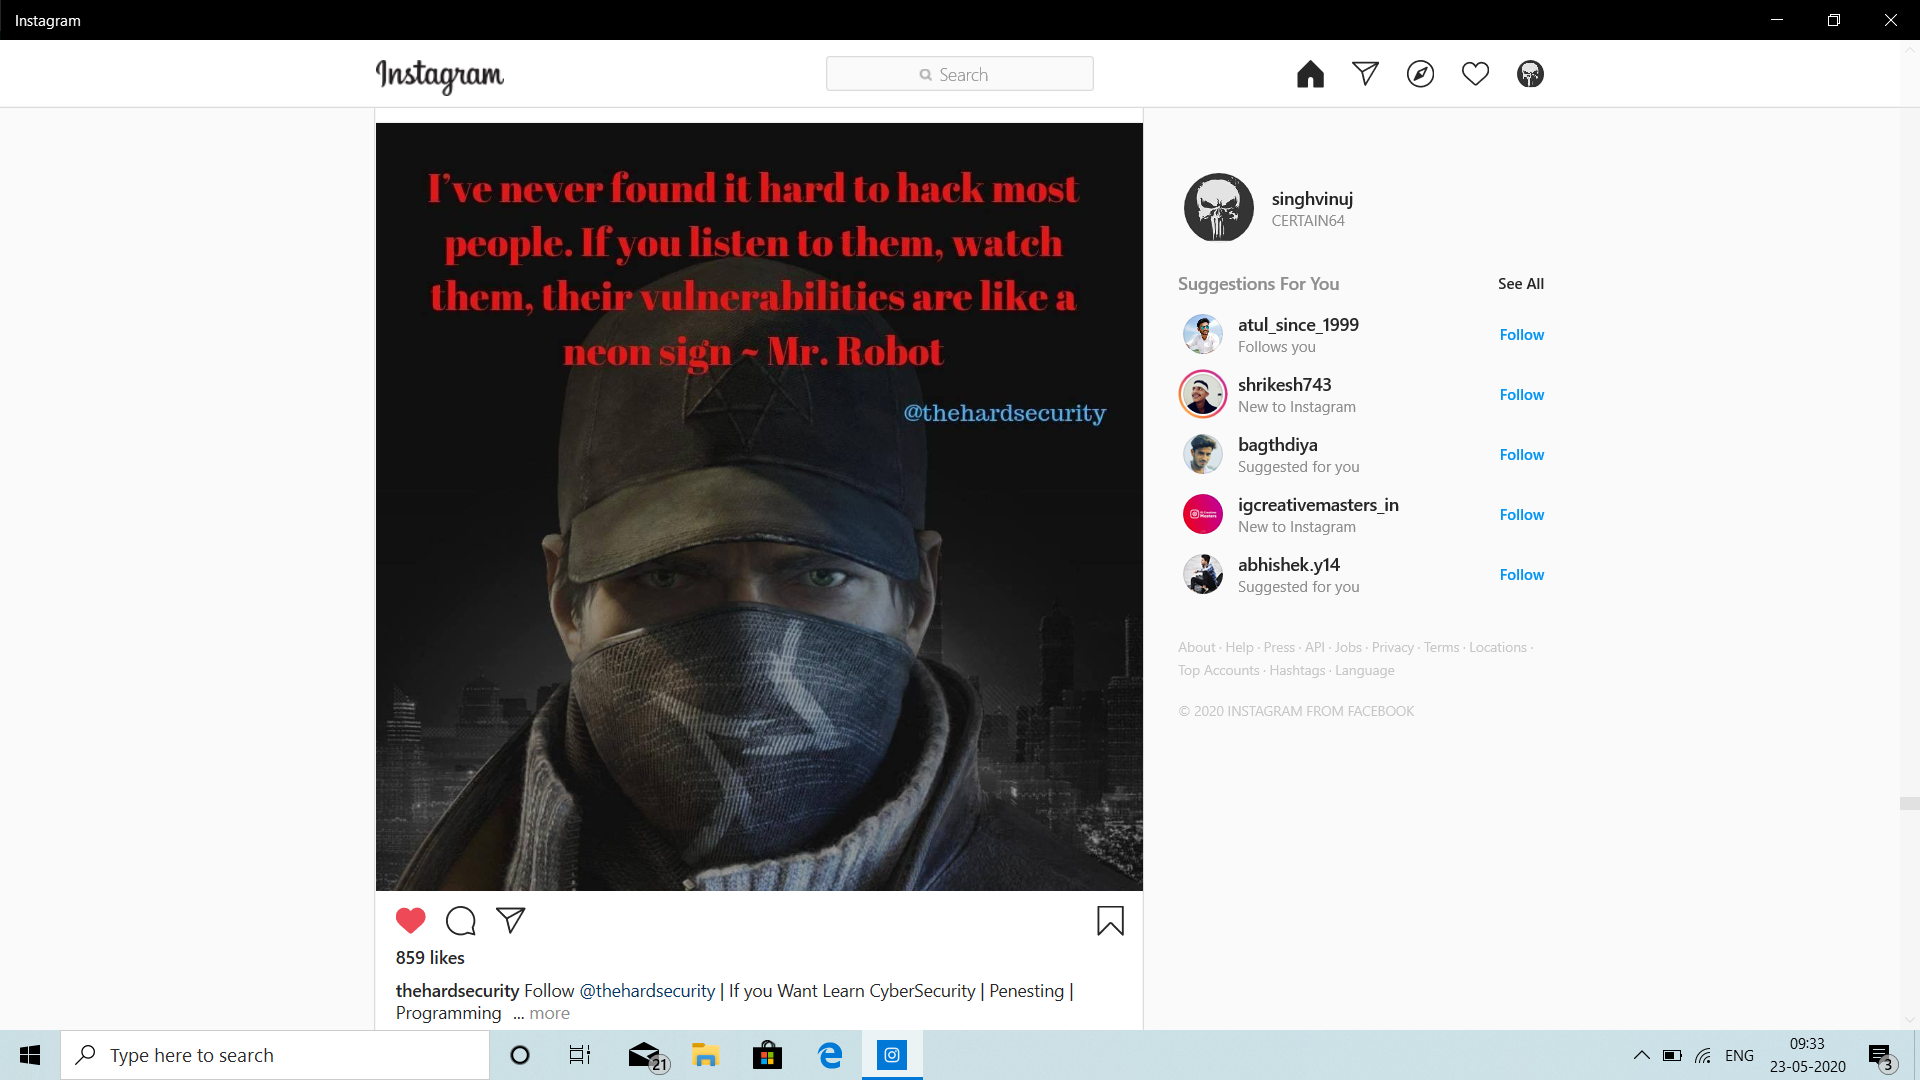 Instagram
Instagram
Search
I've never found it hard to hack most
people. If you listen to them, watch
them, their vulnerabilities are like a
neon sign ~ Mr. Robot
@thehardsecurity
859 likes
thehardsecurity Follow @thehardsecurity | If you Want Learn CyberSecurity | Penesting |
Programming ... more
singhvinuj
CERTAIN64
Suggestions For You See All
atul_since_1999
Follows you
Follow
shrikesh743
New to Instagram
Follow
bagthdiya
Suggested for you
Follow
igcreativemasters_in
New to Instagram
Follow
abhishek.y14
Suggested for you
Follow
About · Help · Press · API · Jobs · Privacy · Terms · Locations ·
Top Accounts · Hashtags · Language
© 2020 INSTAGRAM FROM FACEBOOK
Type here to search
21
ENG
09:33
23-05-2020
3